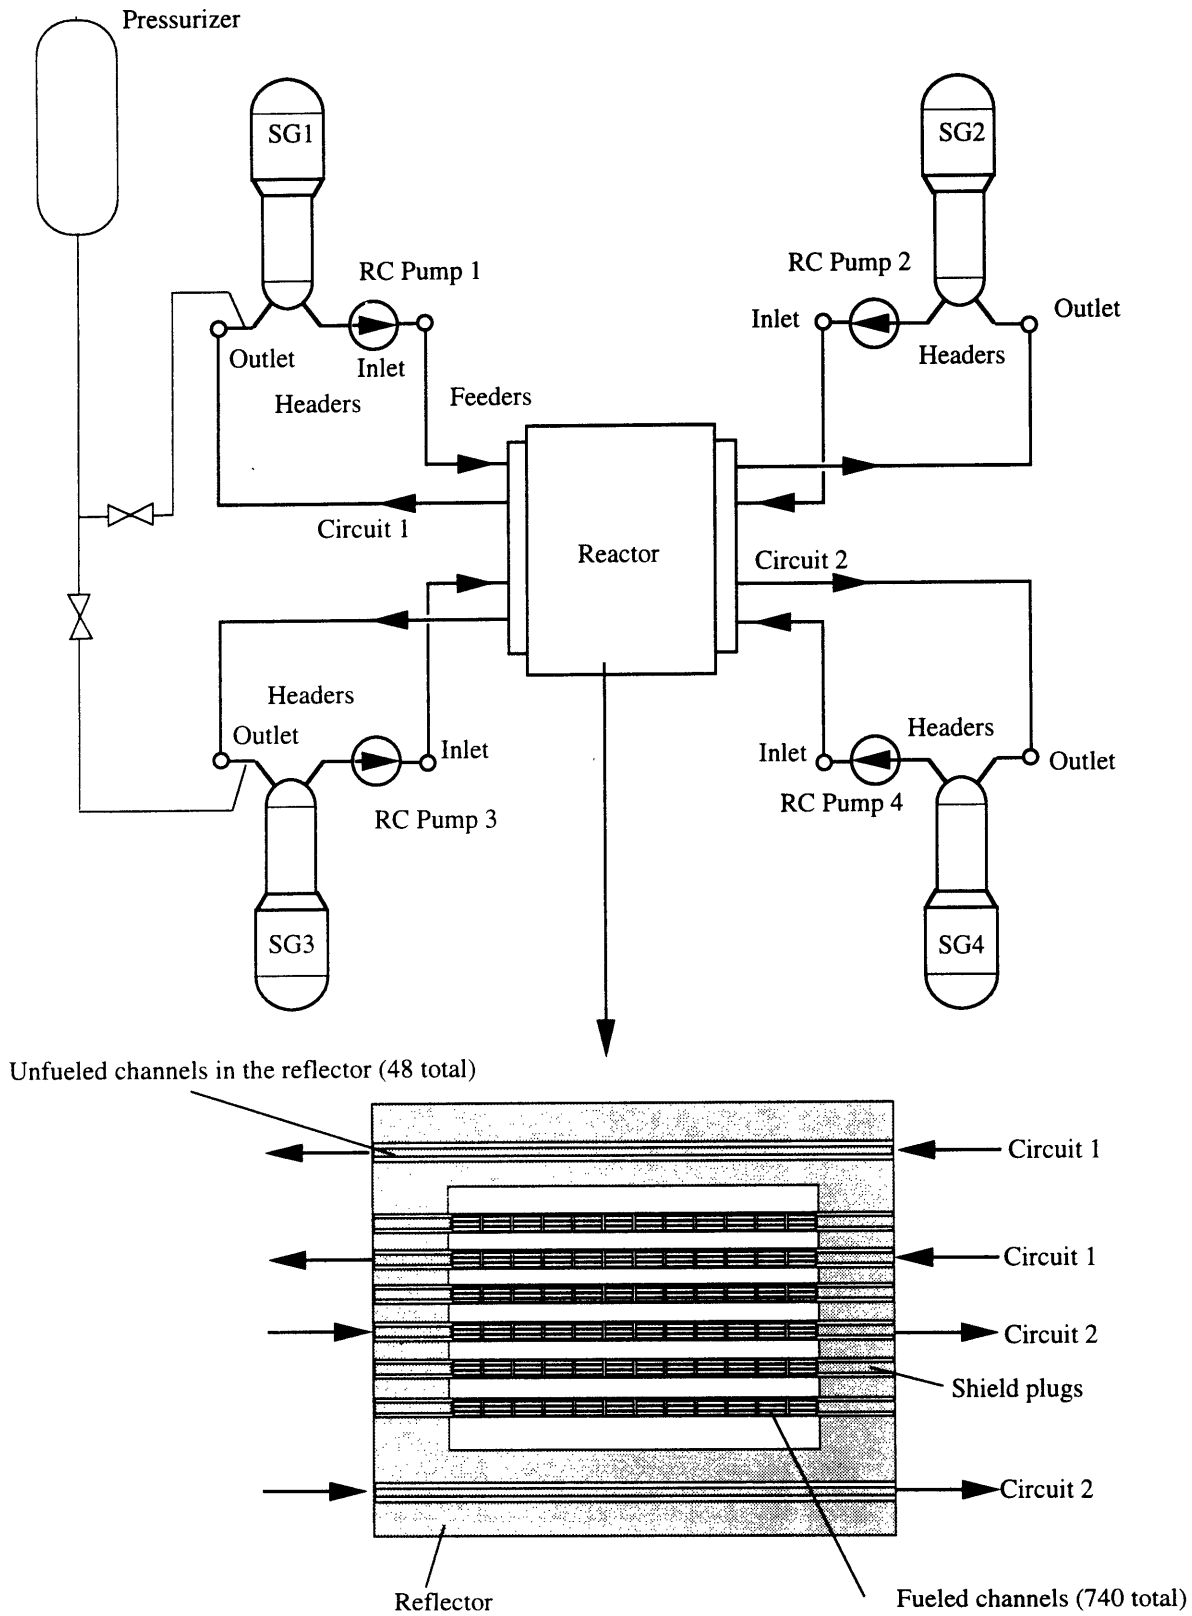 Pressurizer
SG1
SG2
RC Pump 1
RC Pump 2
Outlet
Inlet
Headers
Feeders
Inlet
Outlet
Headers
Circuit 1
Reactor
Circuit 2
Headers
Outlet
Inlet
RC Pump 3
Headers
Inlet
Outlet
RC Pump 4
SG3
SG4
Unfueled channels in the reflector (48 total)
Circuit 1
Circuit 1
Circuit 2
Shield plugs
Circuit 2
Reflector
Fueled channels (740 total)